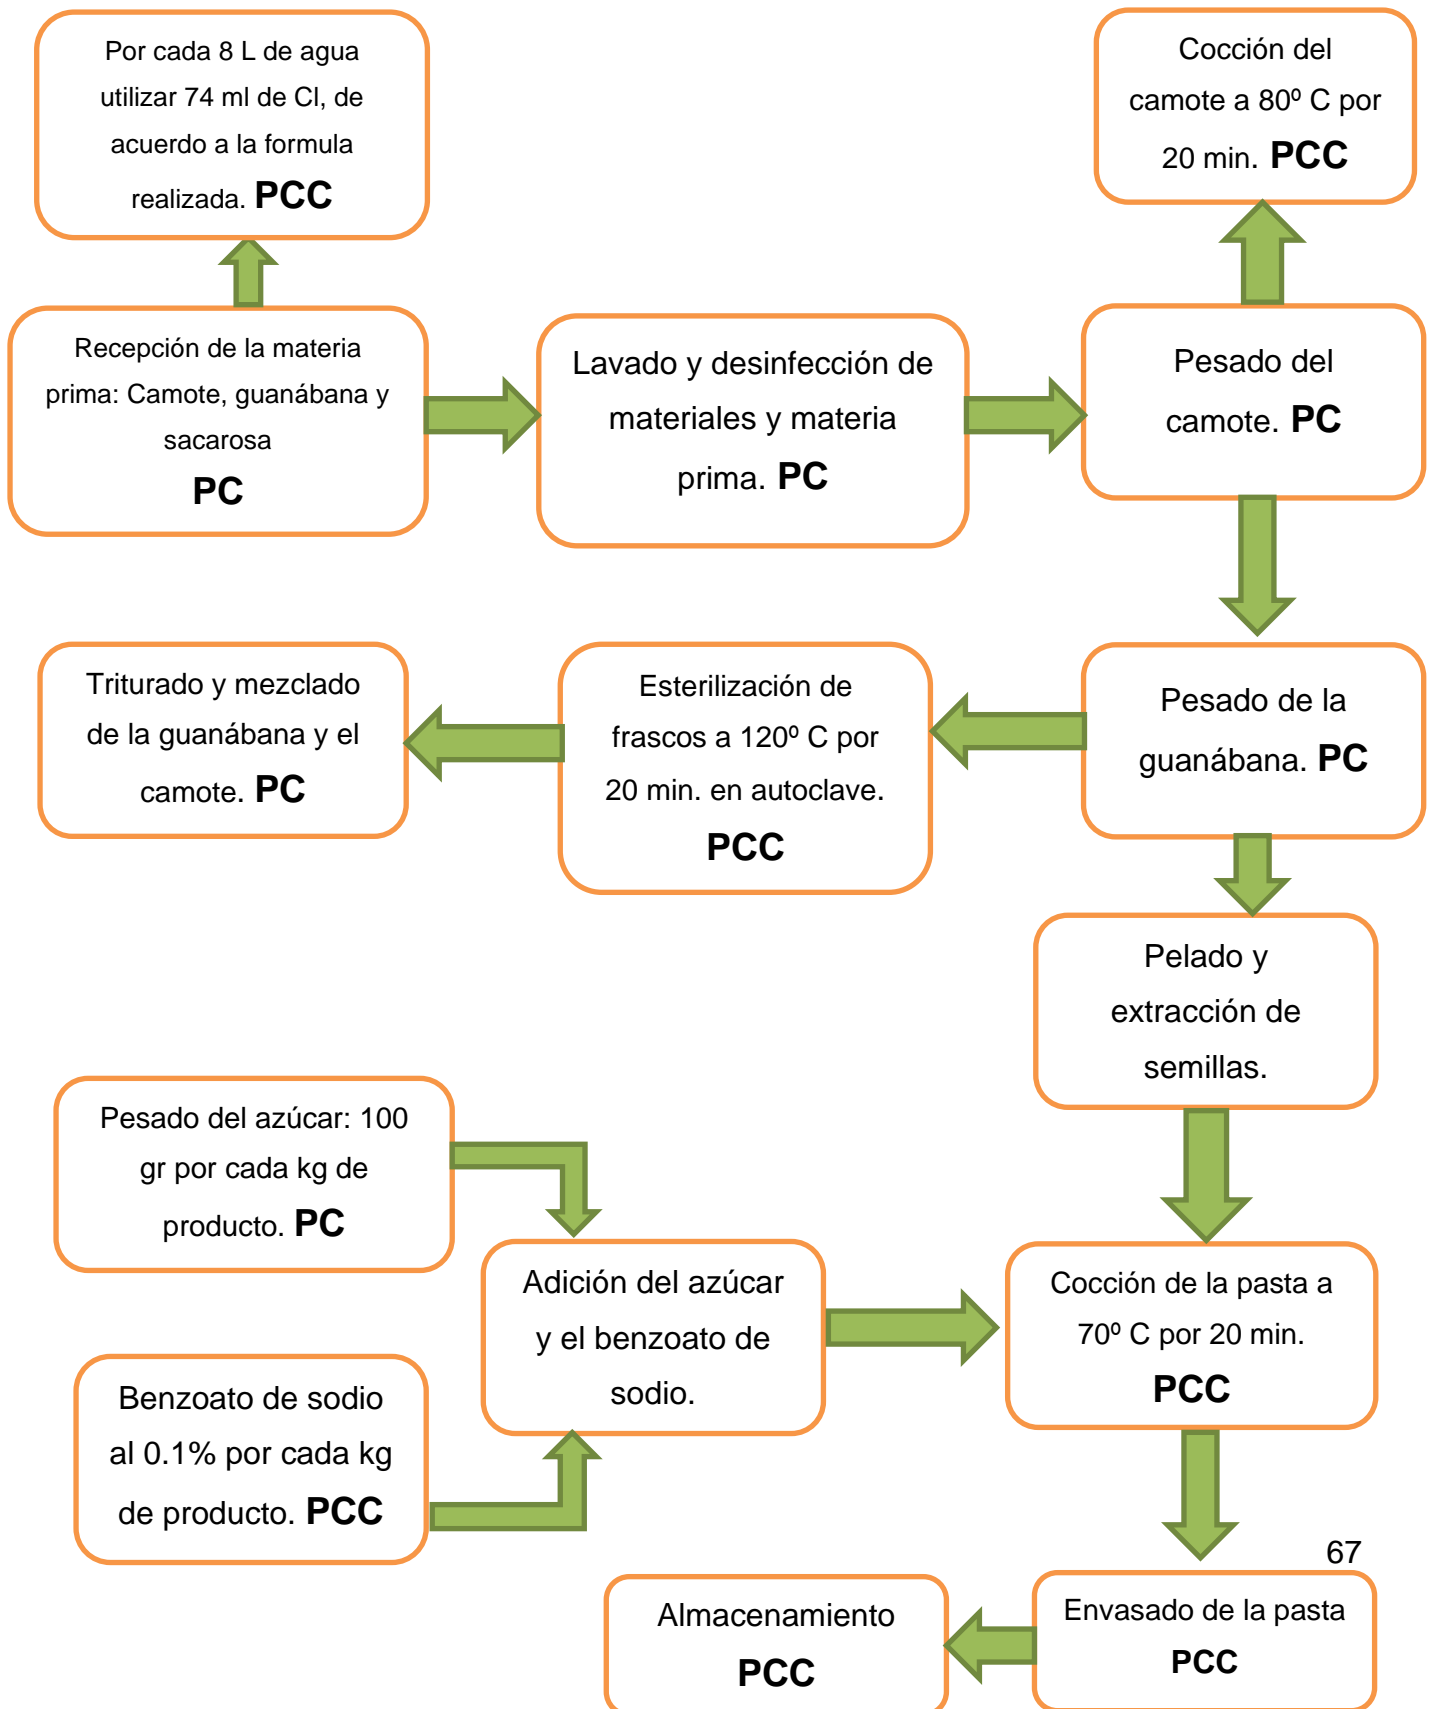 Por cada 8 L de agua
utilizar 74 ml de Cl, de
acuerdo a la formula
realizada. PCC
Cocción del
camote a 80º C por
20 min. PCC
Recepción de la materia
prima: Camote, guanábana y
sacarosa
PC
Lavado y desinfección de
materiales y materia
prima. PC
Pesado del
camote. PC
Triturado y mezclado
de la guanábana y el
camote. PC
Esterilización de
frascos a 120º C por
20 min. en autoclave.
PCC
Pesado de la
guanábana. PC
Pelado y
extracción de
semillas.
Pesado del azúcar: 100
gr por cada kg de
producto. PC
Adición del azúcar
y el benzoato de
sodio.
Cocción de la pasta a
70º C por 20 min.
PCC
Benzoato de sodio
al 0.1% por cada kg
de producto. PCC
67
Almacenamiento
PCC
Envasado de la pasta
PCC